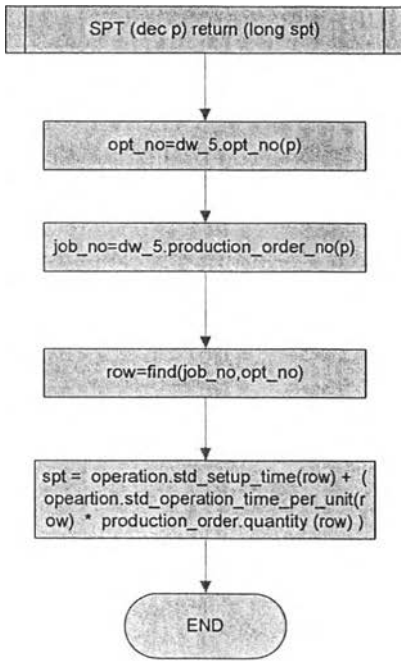 SPT (dec p) return (long spt)
opt_no=dw_5.opt_no(p)
job_no=dw_5.production_order_no(p)
row=find(job_no,opt_no)
spt = operation.std_setup_time(row) + (
opeartion.std_operation_time_per_unit(r
ow) * production_order.quantity (row) )
END